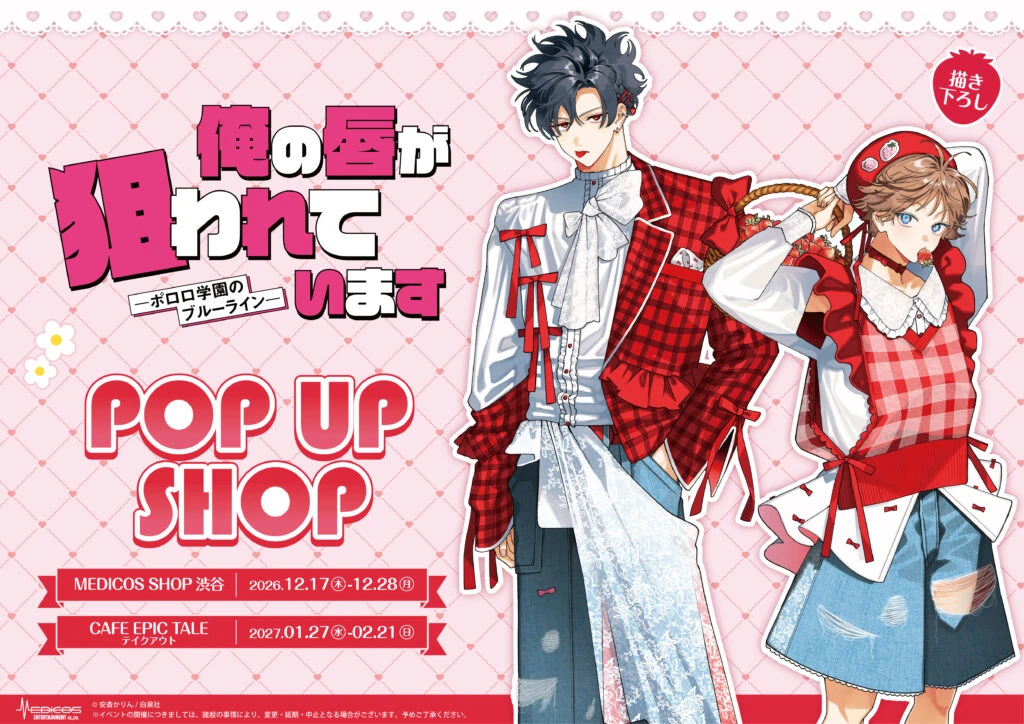 描き
下ろし
俺の唇が
狙われて
います
―ポロロ学園の
ブルーライン―
POP UP
SHOP
MEDICOS SHOP 渋谷 2026.12.17㊍-12.28㊊
CAFE EPIC TALE
テイクアウト
2027.01.27㊌-02.21㊐
MEDICOS
ENTERTAINMENT CO.,LTD.
© 安斎かりん / 白泉社
※イベントの開催につきましては、諸般の事情により、変更・延期・中止となる場合がございます。予めご了承ください。